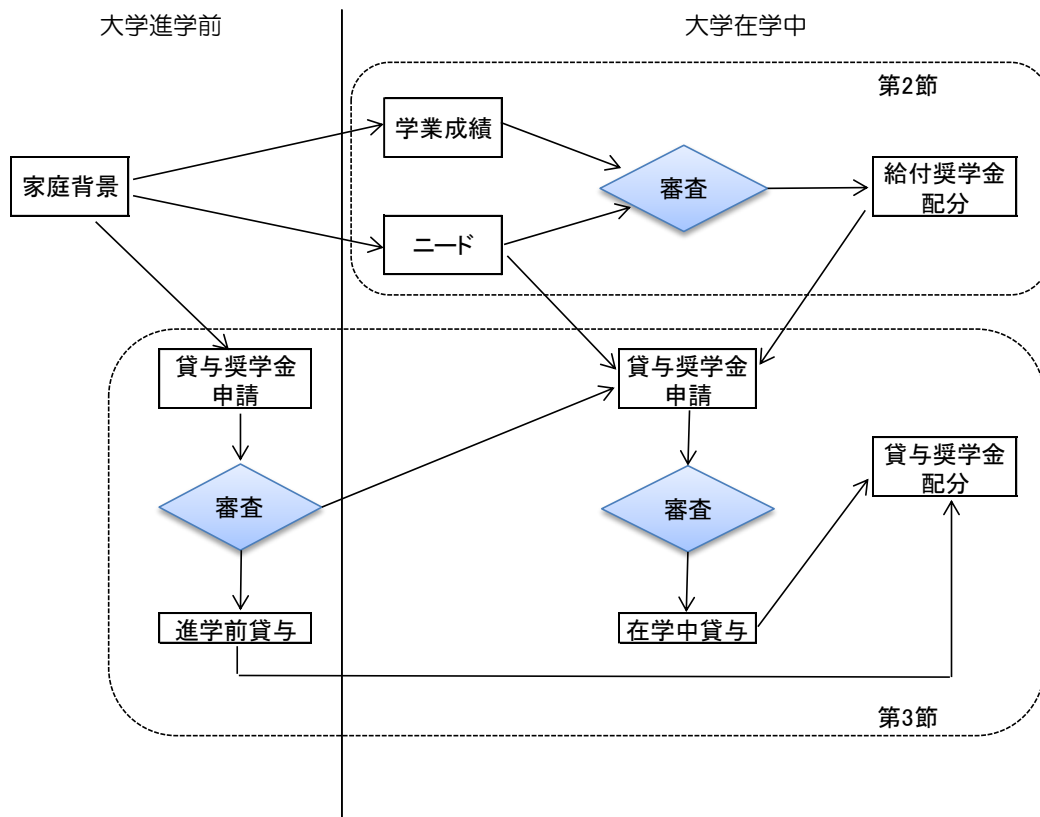 大学進学前
大学在学中
第2節
学業成績
家庭背景
審査
給付奨学金
配分
ニード
貸与奨学金
申請
貸与奨学金
申請
貸与奨学金
配分
審査
審査
進学前貸与
在学中貸与
第3節